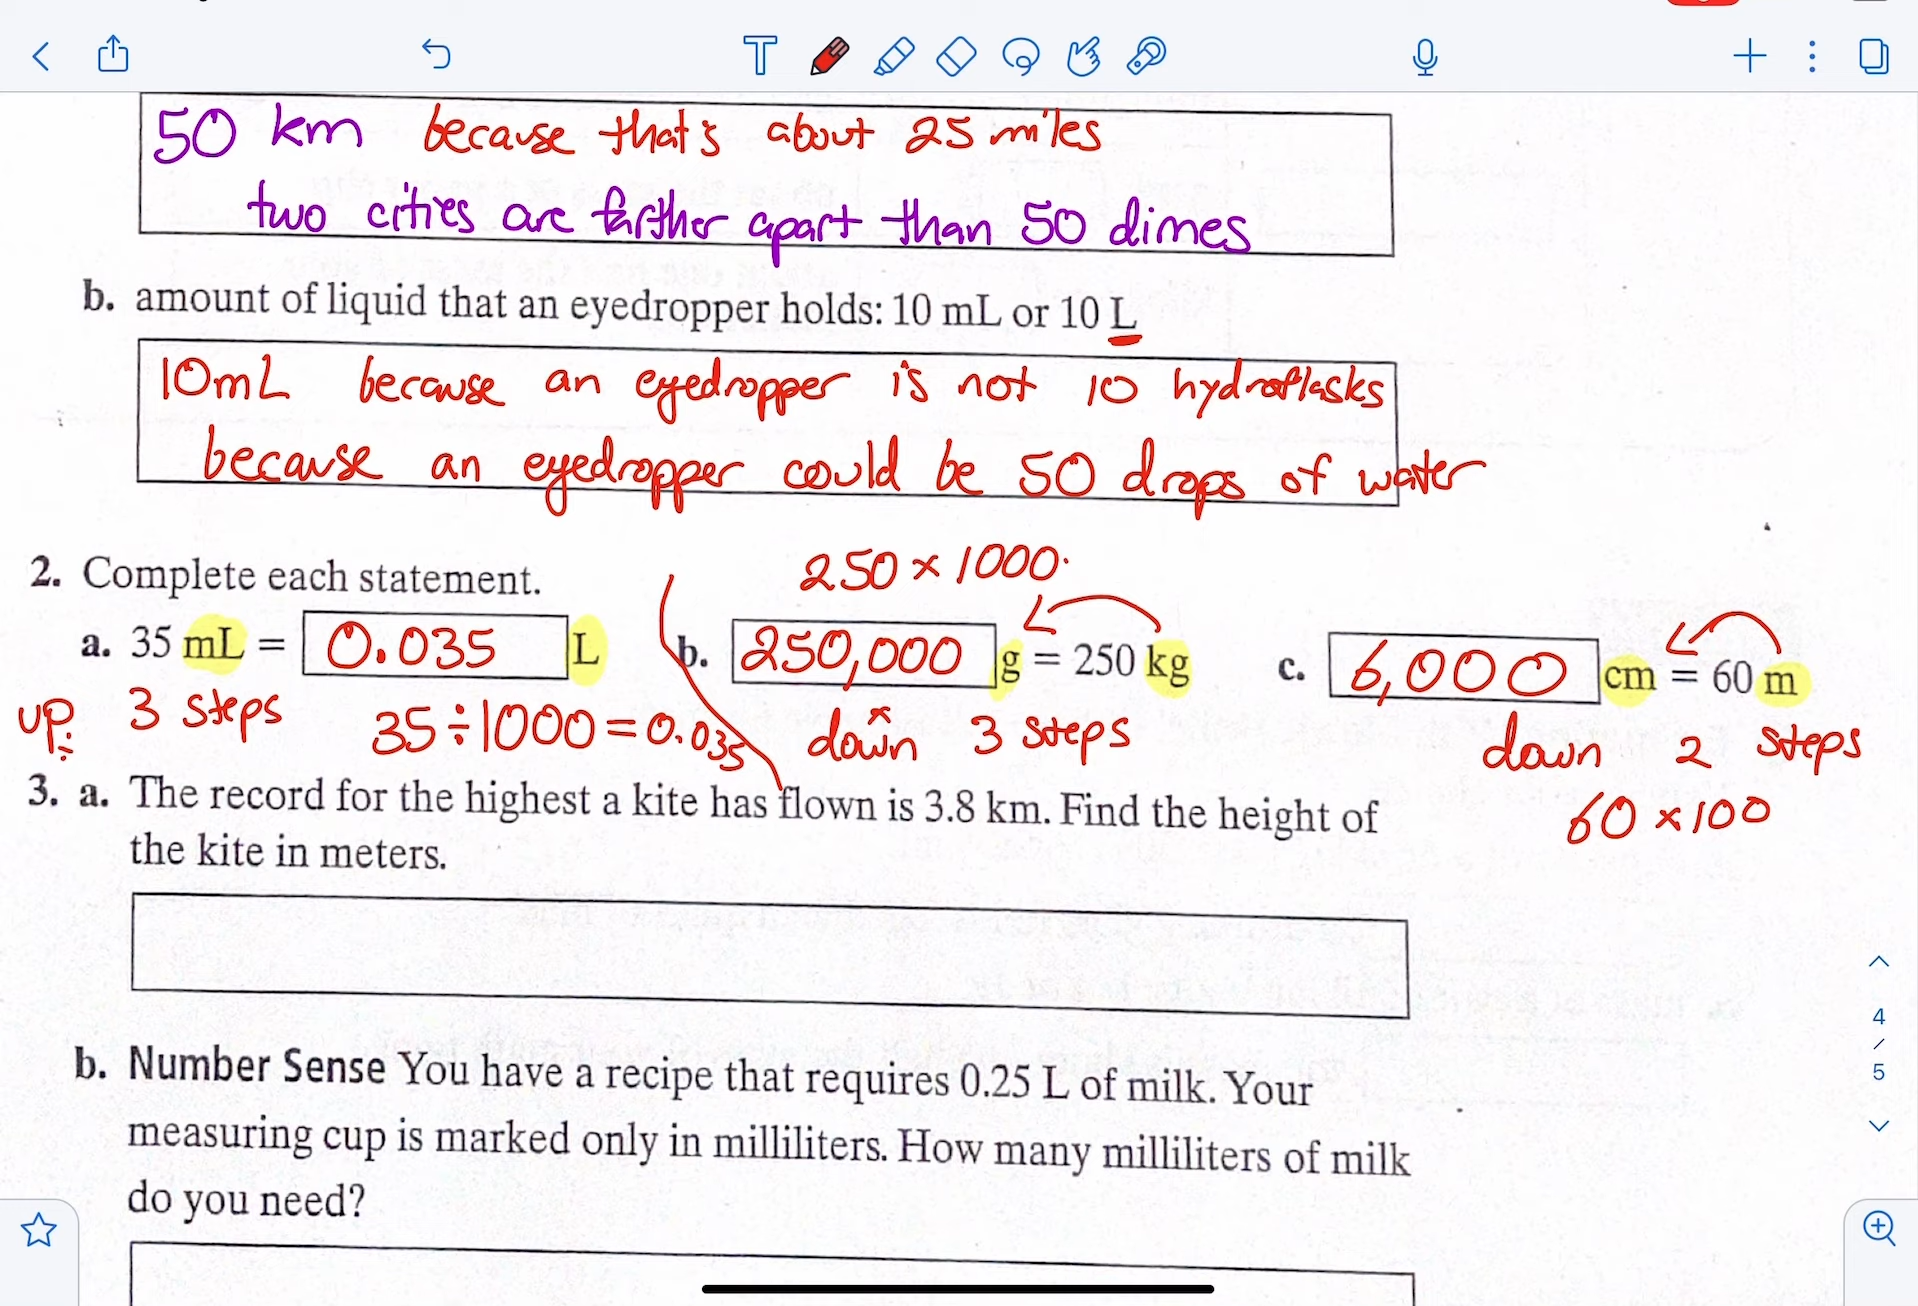 50 km because that's about 25 miles
two cities are farther apart than 50 dimes
b. amount of liquid that an eyedropper holds: 10 mL or 10 L
10mL because an eyedropper is not 10 hydroflasks
because an eyedropper could be 50 drops of water
2. Complete each statement.
250 × 1000
a. 35 mL = 0.035 L
b. 250,000 g = 250 kg
c. 6,000 cm = 60 m
up 3 steps 35÷1000=0.035
down 3 steps
down 2 steps
60 × 100
3. a. The record for the highest a kite has flown is 3.8 km. Find the height of
the kite in meters.
b. Number Sense You have a recipe that requires 0.25 L of milk. Your
measuring cup is marked only in milliliters. How many milliliters of milk
do you need?
4
/
5